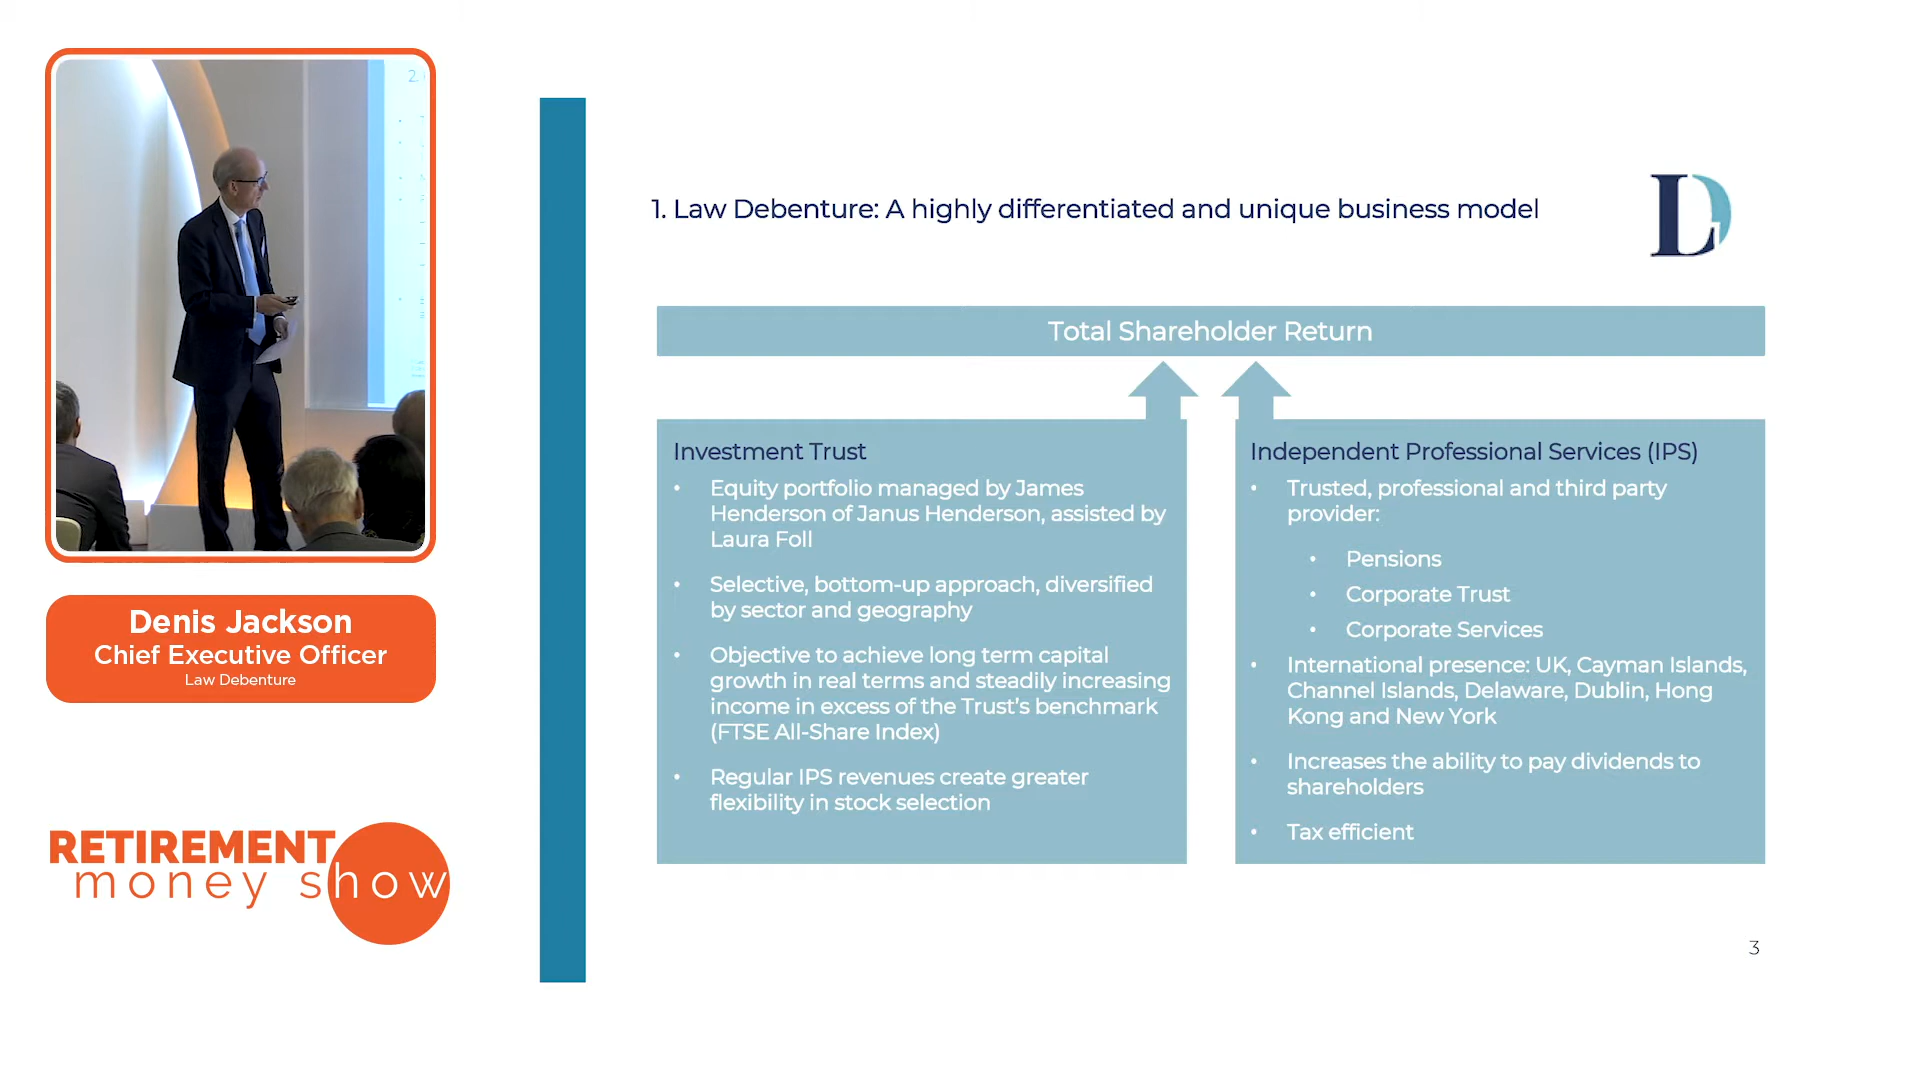 2.
Denis Jackson
Chief Executive Officer
Law Debenture
RETIREMENT
money show
1. Law Debenture: A highly differentiated and unique business model
LD
Total Shareholder Return
Investment Trust
• Equity portfolio managed by James
Henderson of Janus Henderson, assisted by
Laura Foll
• Selective, bottom-up approach, diversified
by sector and geography
• Objective to achieve long term capital
growth in real terms and steadily increasing
income in excess of the Trust's benchmark
(FTSE All-Share Index)
• Regular IPS revenues create greater
flexibility in stock selection
Independent Professional Services (IPS)
• Trusted, professional and third party
provider:
• Pensions
• Corporate Trust
• Corporate Services
• International presence: UK, Cayman Islands,
Channel Islands, Delaware, Dublin, Hong
Kong and New York
• Increases the ability to pay dividends to
shareholders
• Tax efficient
3